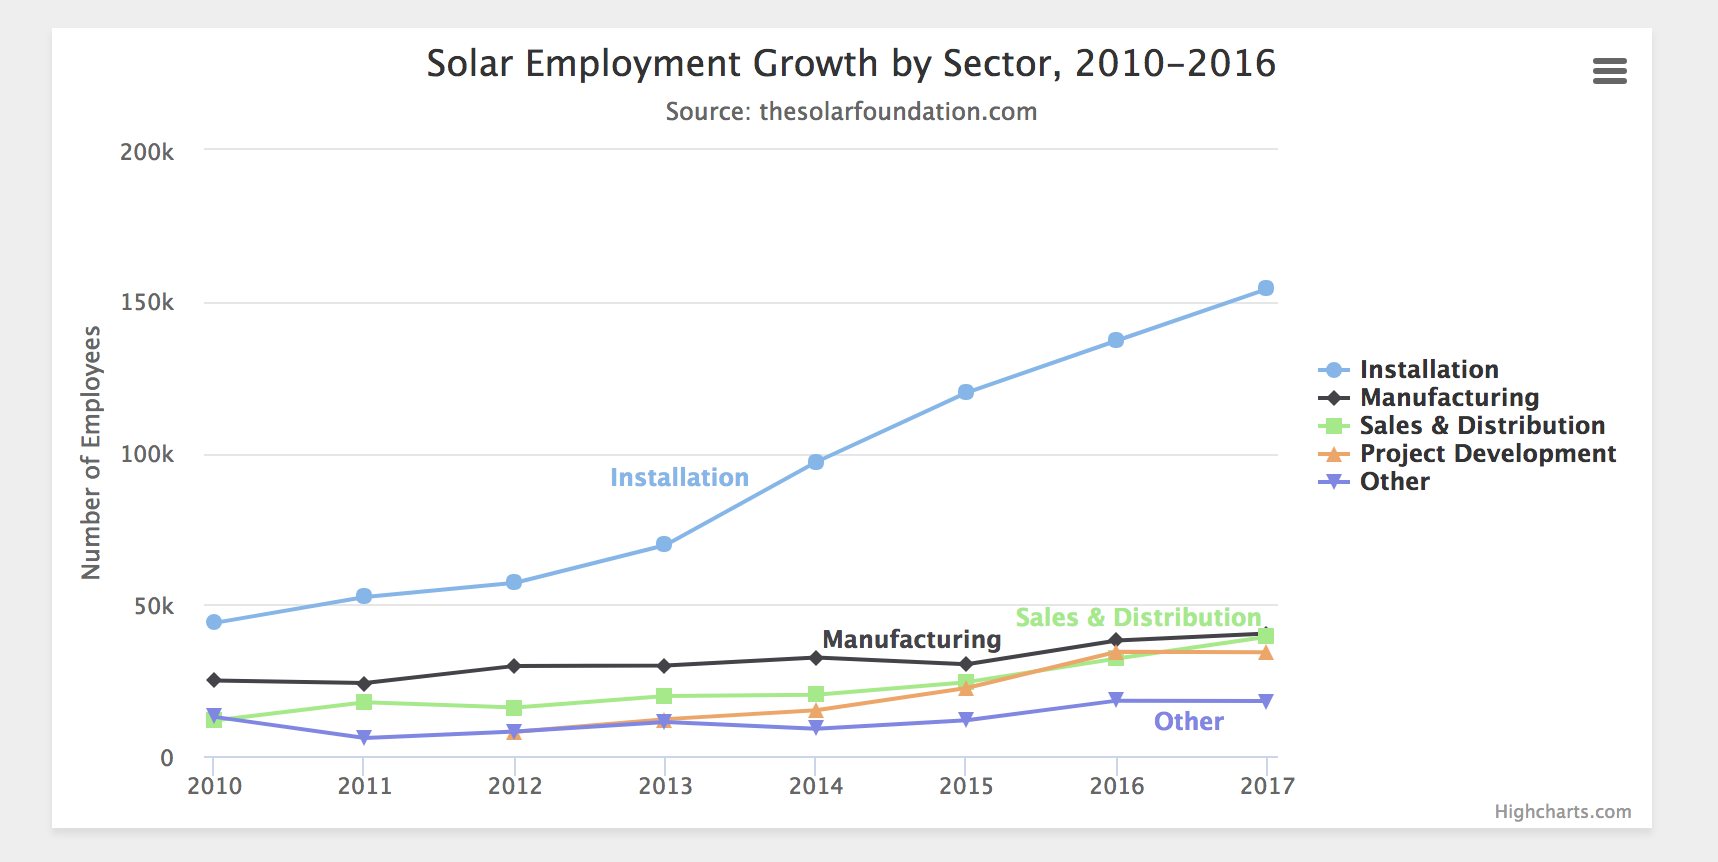 Solar Employment Growth by Sector, 2010-2016
Source: thesolarfoundation.com
Number of Employees
200k
150k
100k
50k
0
Installation
Manufacturing
Sales & Distribution
Other
2010
2011
2012
2013
2014
2015
2016
2017
Installation
Manufacturing
Sales & Distribution
Project Development
Other
Highcharts.com